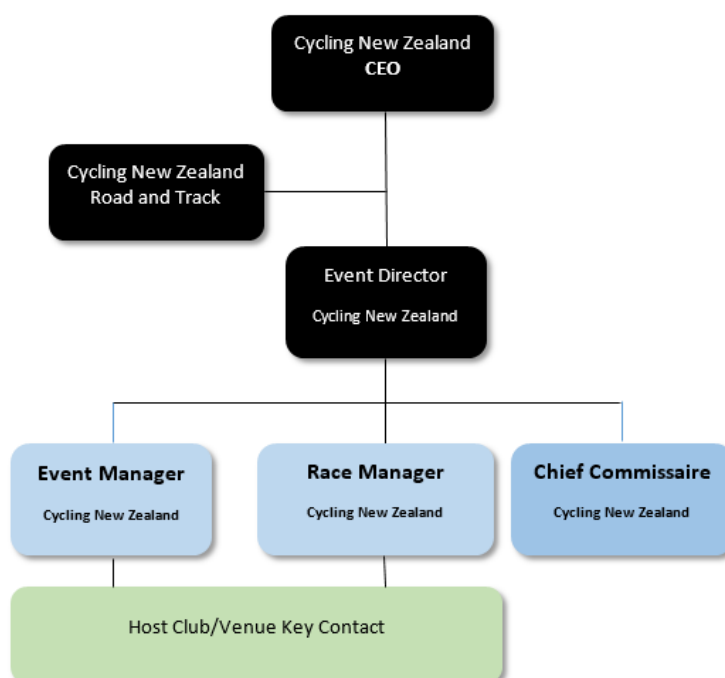 Cycling New Zealand
CEO
Cycling New Zealand
Road and Track
Event Director
Cycling New Zealand
Event Manager
Cycling New Zealand
Race Manager
Cycling New Zealand
Chief Commissaire
Cycling New Zealand
Host Club/Venue Key Contact